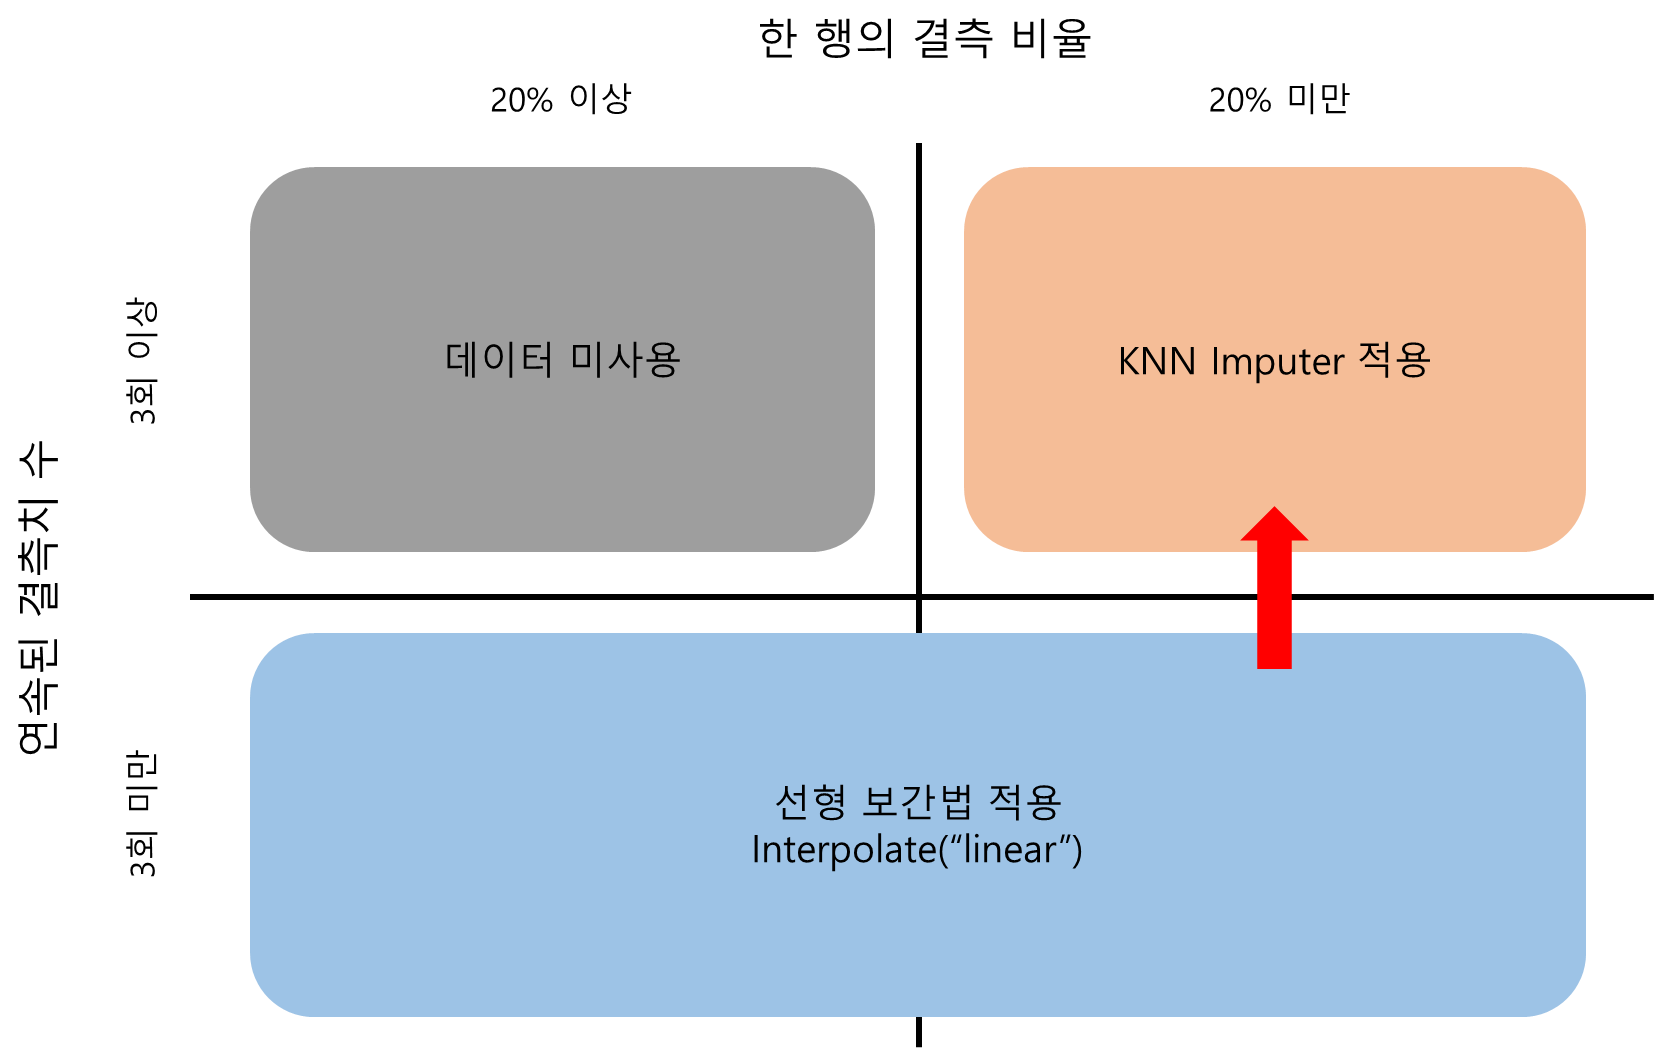 한 행의 결측 비율
20% 이상
20% 미만
연속된 결측치 수
3회 이상
데이터 미사용
KNN Imputer 적용
3회 미만
선형 보간법 적용
Interpolate(“linear”)